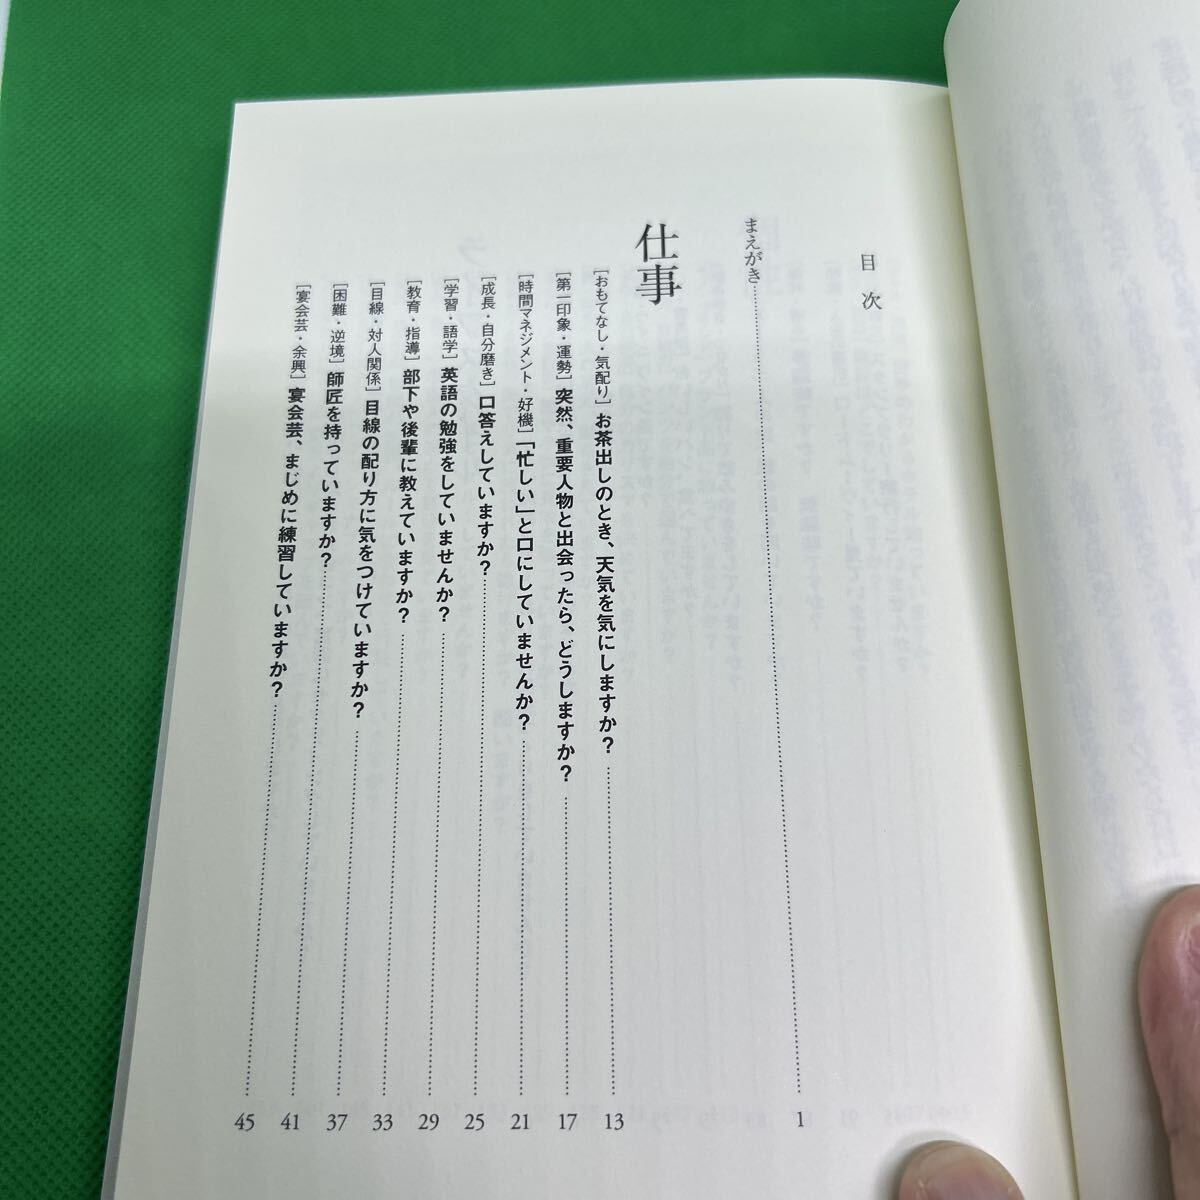 目次
まえがき 1
仕事
[おもてなし・気配り] お茶出しのとき、天気を気にしますか? 13
[第一印象・運勢] 突然、重要人物と出会ったら、どうしますか? 17
[時間マネジメント・好機] 「忙しい」と口にしていませんか? 21
[成長・自分磨き] 口答えしていますか? 25
[学習・語学] 英語の勉強をしていませんか? 29
[教育・指導] 部下や後輩に教えていますか? 33
[目線・対人関係] 目線の配り方に気をつけていますか? 37
[困難・逆境] 師匠を持っていますか? 41
[宴会芸・余興] 宴会芸、まじめに練習していますか? 45